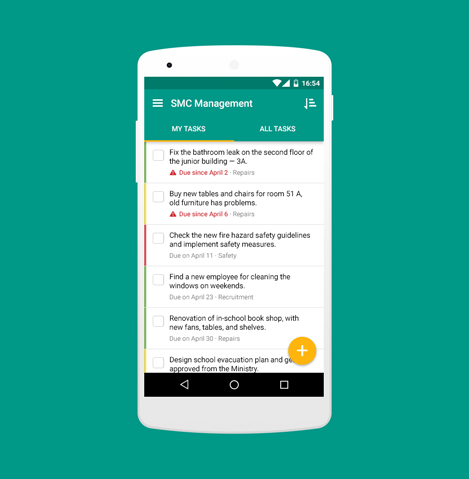 16:54
SMC Management
MY TASKS ALL TASKS
Fix the bathroom leak on the second floor of
the junior building — 3A.
Due since April 2 · Repairs
Buy new tables and chairs for room 51 A,
old furniture has problems.
Due since April 6 · Repairs
Check the new fire hazard safety guidelines
and implement safety measures.
Due on April 11 · Safety
Find a new employee for cleaning the
windows on weekends.
Due on April 23 · Recruitment
Renovation of in-school book shop, with
new fans, tables, and shelves.
Due on April 30 · Repairs
Design school evacuation plan and
approved from the Ministry.